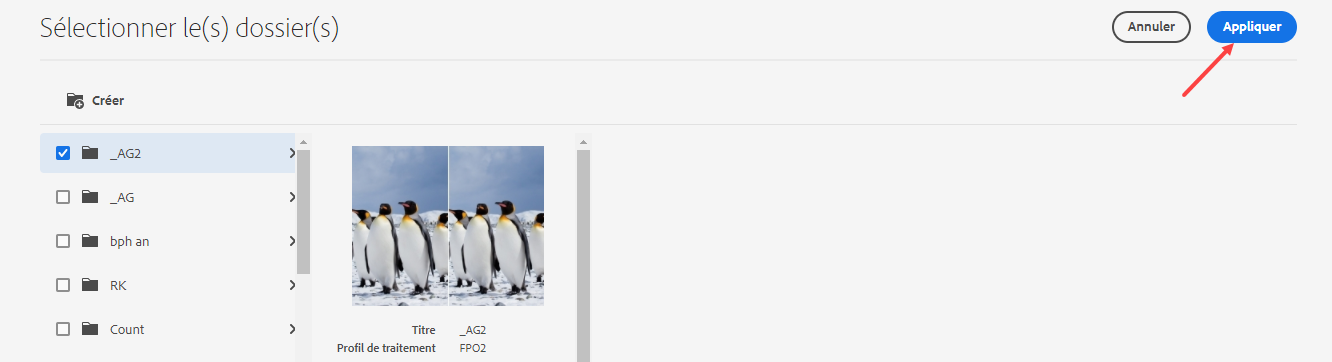 Sélectionner le(s) dossier(s)
Annuler
Appliquer
Créer
_AG2
_AG
bph an
RK
Count
Titre _AG2
Profil de traitement FPO2